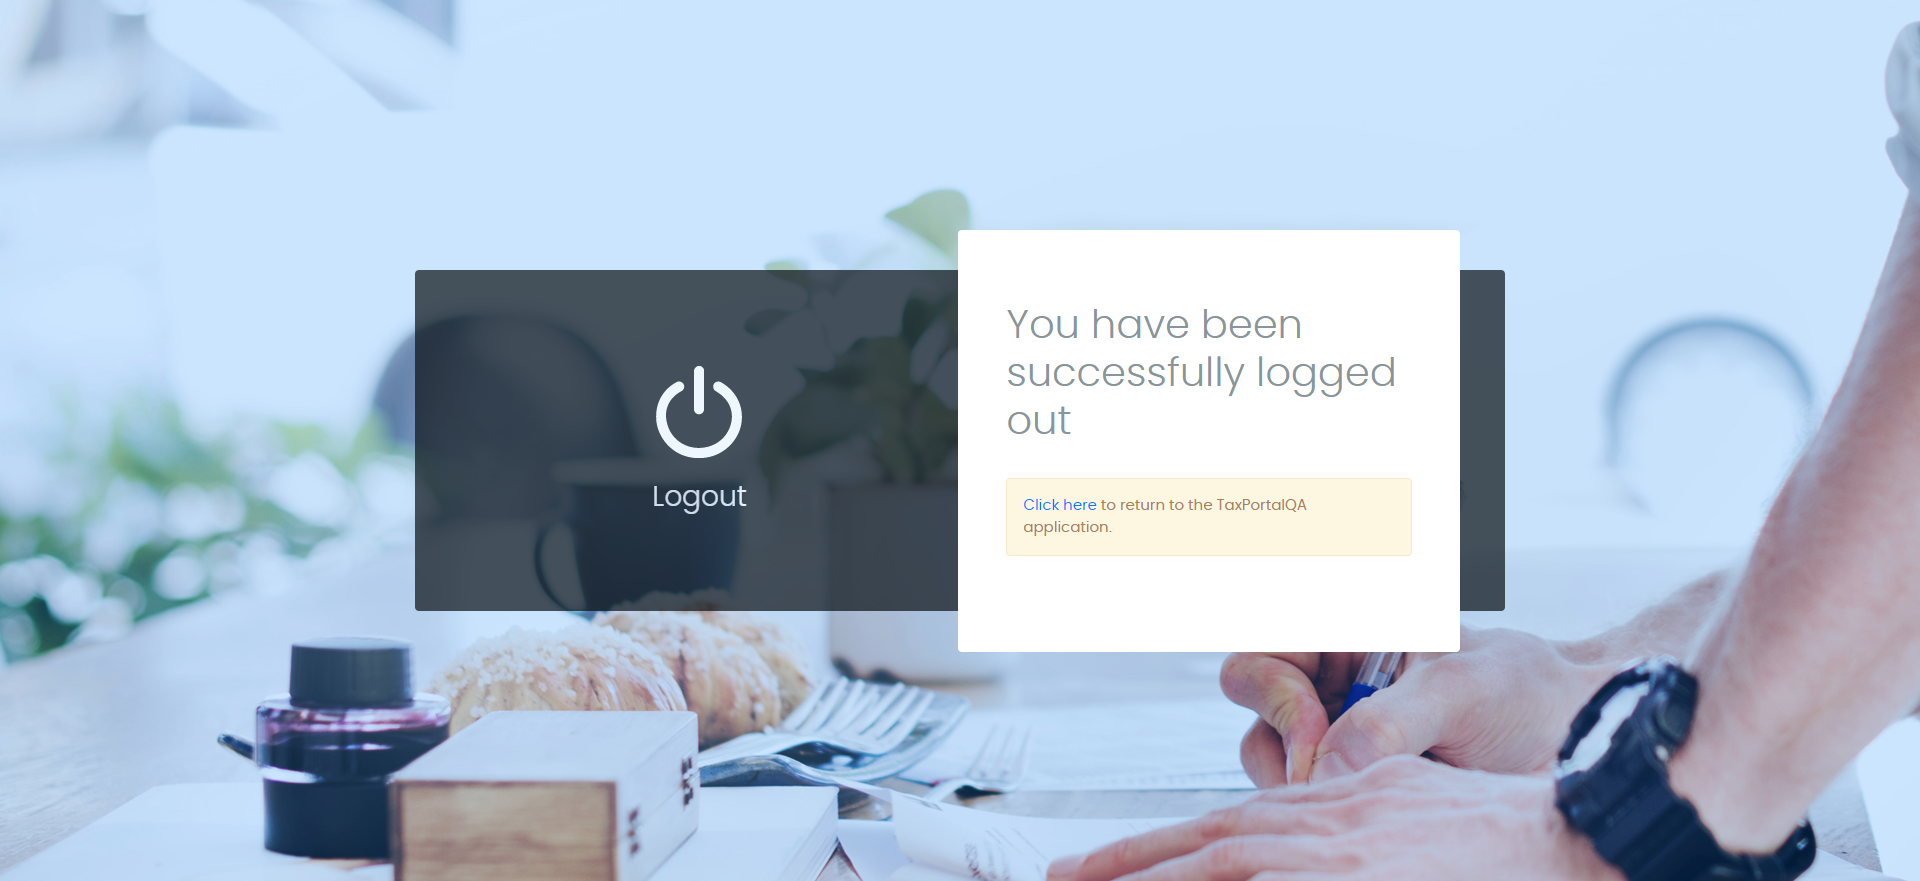 Logout
You have been
successfully logged
out
Click here to return to the TaxPortalQA
application.